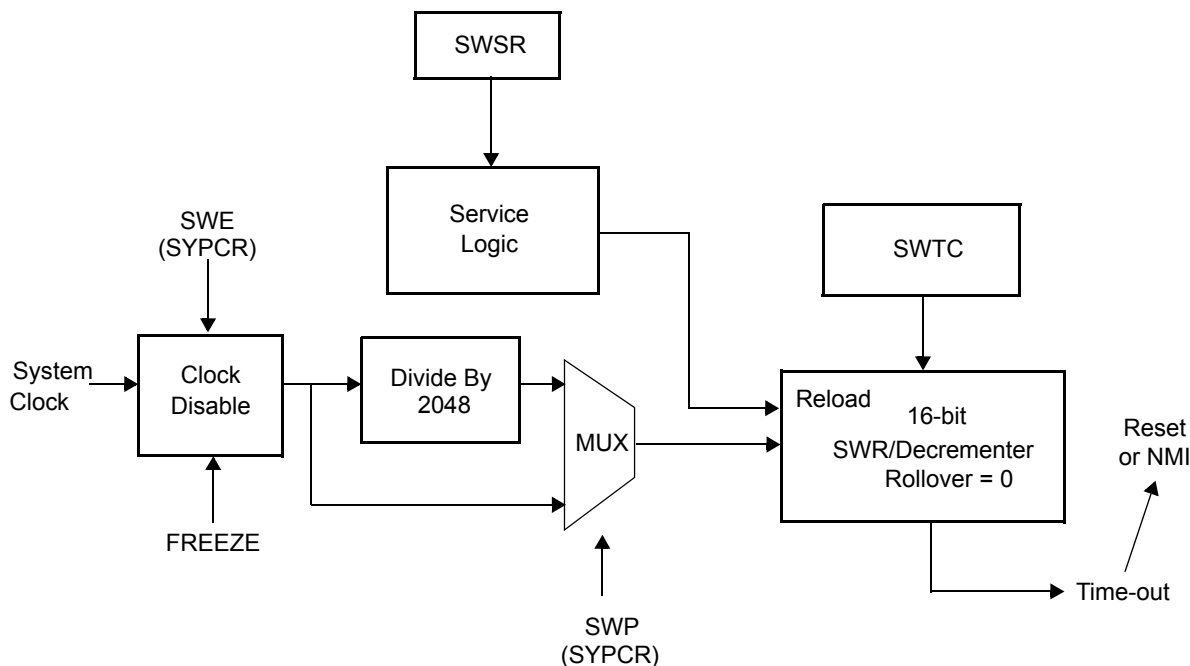 SWSR
Service
Logic
SWE
(SYPCR)
SWTC
System
Clock
Clock
Disable
Divide By
2048
MUX
Reload
16-bit
SWR/Decrementer
Rollover = 0
Reset
or NMI
FREEZE
Time-out
SWP
(SYPCR)